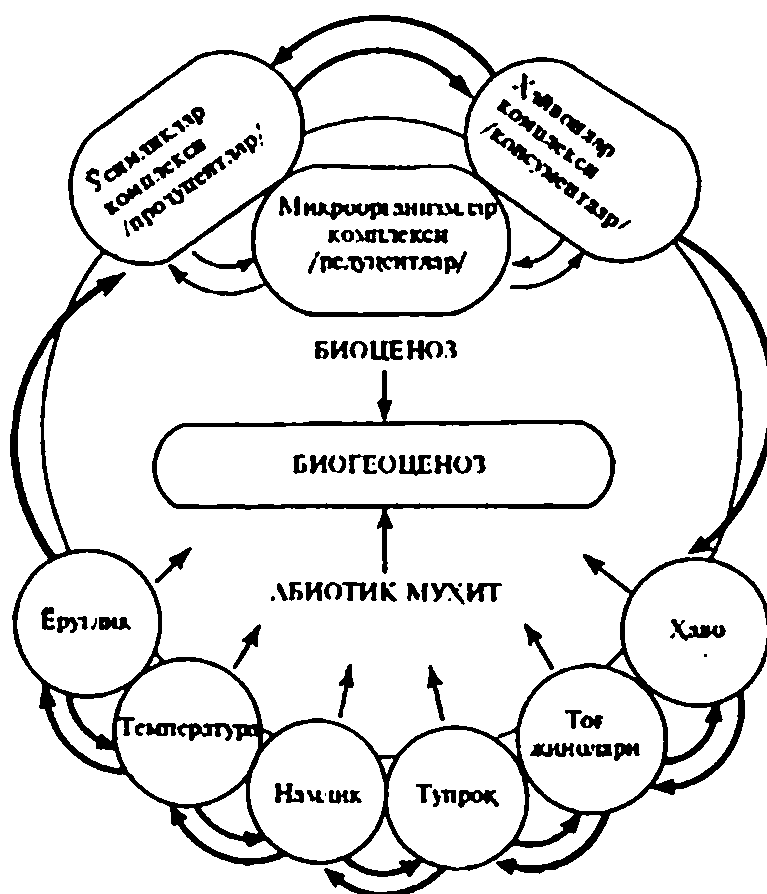 Ўсимликлар
комплекси
/продуцентлар/
Ҳайвонлар
комплекси
/консументлар/
Микроорганизмлар
комплекси
/редуцентлар/
БИОЦЕНОЗ
БИОГЕОЦЕНОЗ
АБИОТИК МУҲИТ
Ёруғлик
Температура
Намлик
Тупроқ
Тоғ
жинслари
Ҳаво